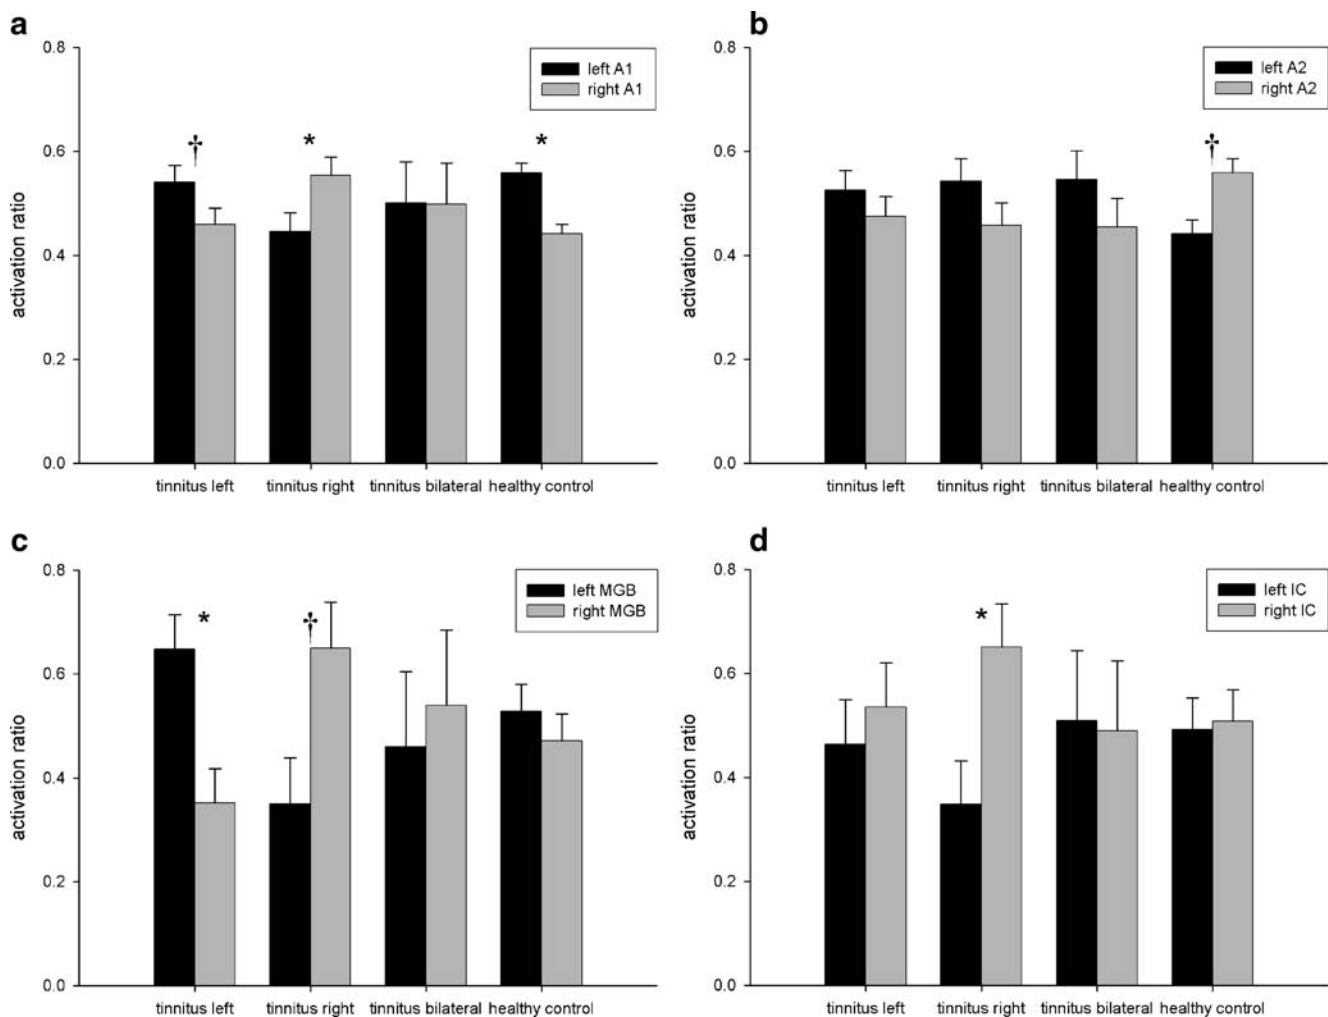 a
0.8
0.6
0.4
0.2
0.0
activation ratio
left A1
right A1
†
*
*
tinnitus left
tinnitus right
tinnitus bilateral
healthy control
b
0.8
0.6
0.4
0.2
0.0
activation ratio
left A2
right A2
†
tinnitus left
tinnitus right
tinnitus bilateral
healthy control
c
0.8
0.6
0.4
0.2
0.0
activation ratio
left MGB
right MGB
*
†
tinnitus left
tinnitus right
tinnitus bilateral
healthy control
d
0.8
0.6
0.4
0.2
0.0
activation ratio
left IC
right IC
*
tinnitus left
tinnitus right
tinnitus bilateral
healthy control